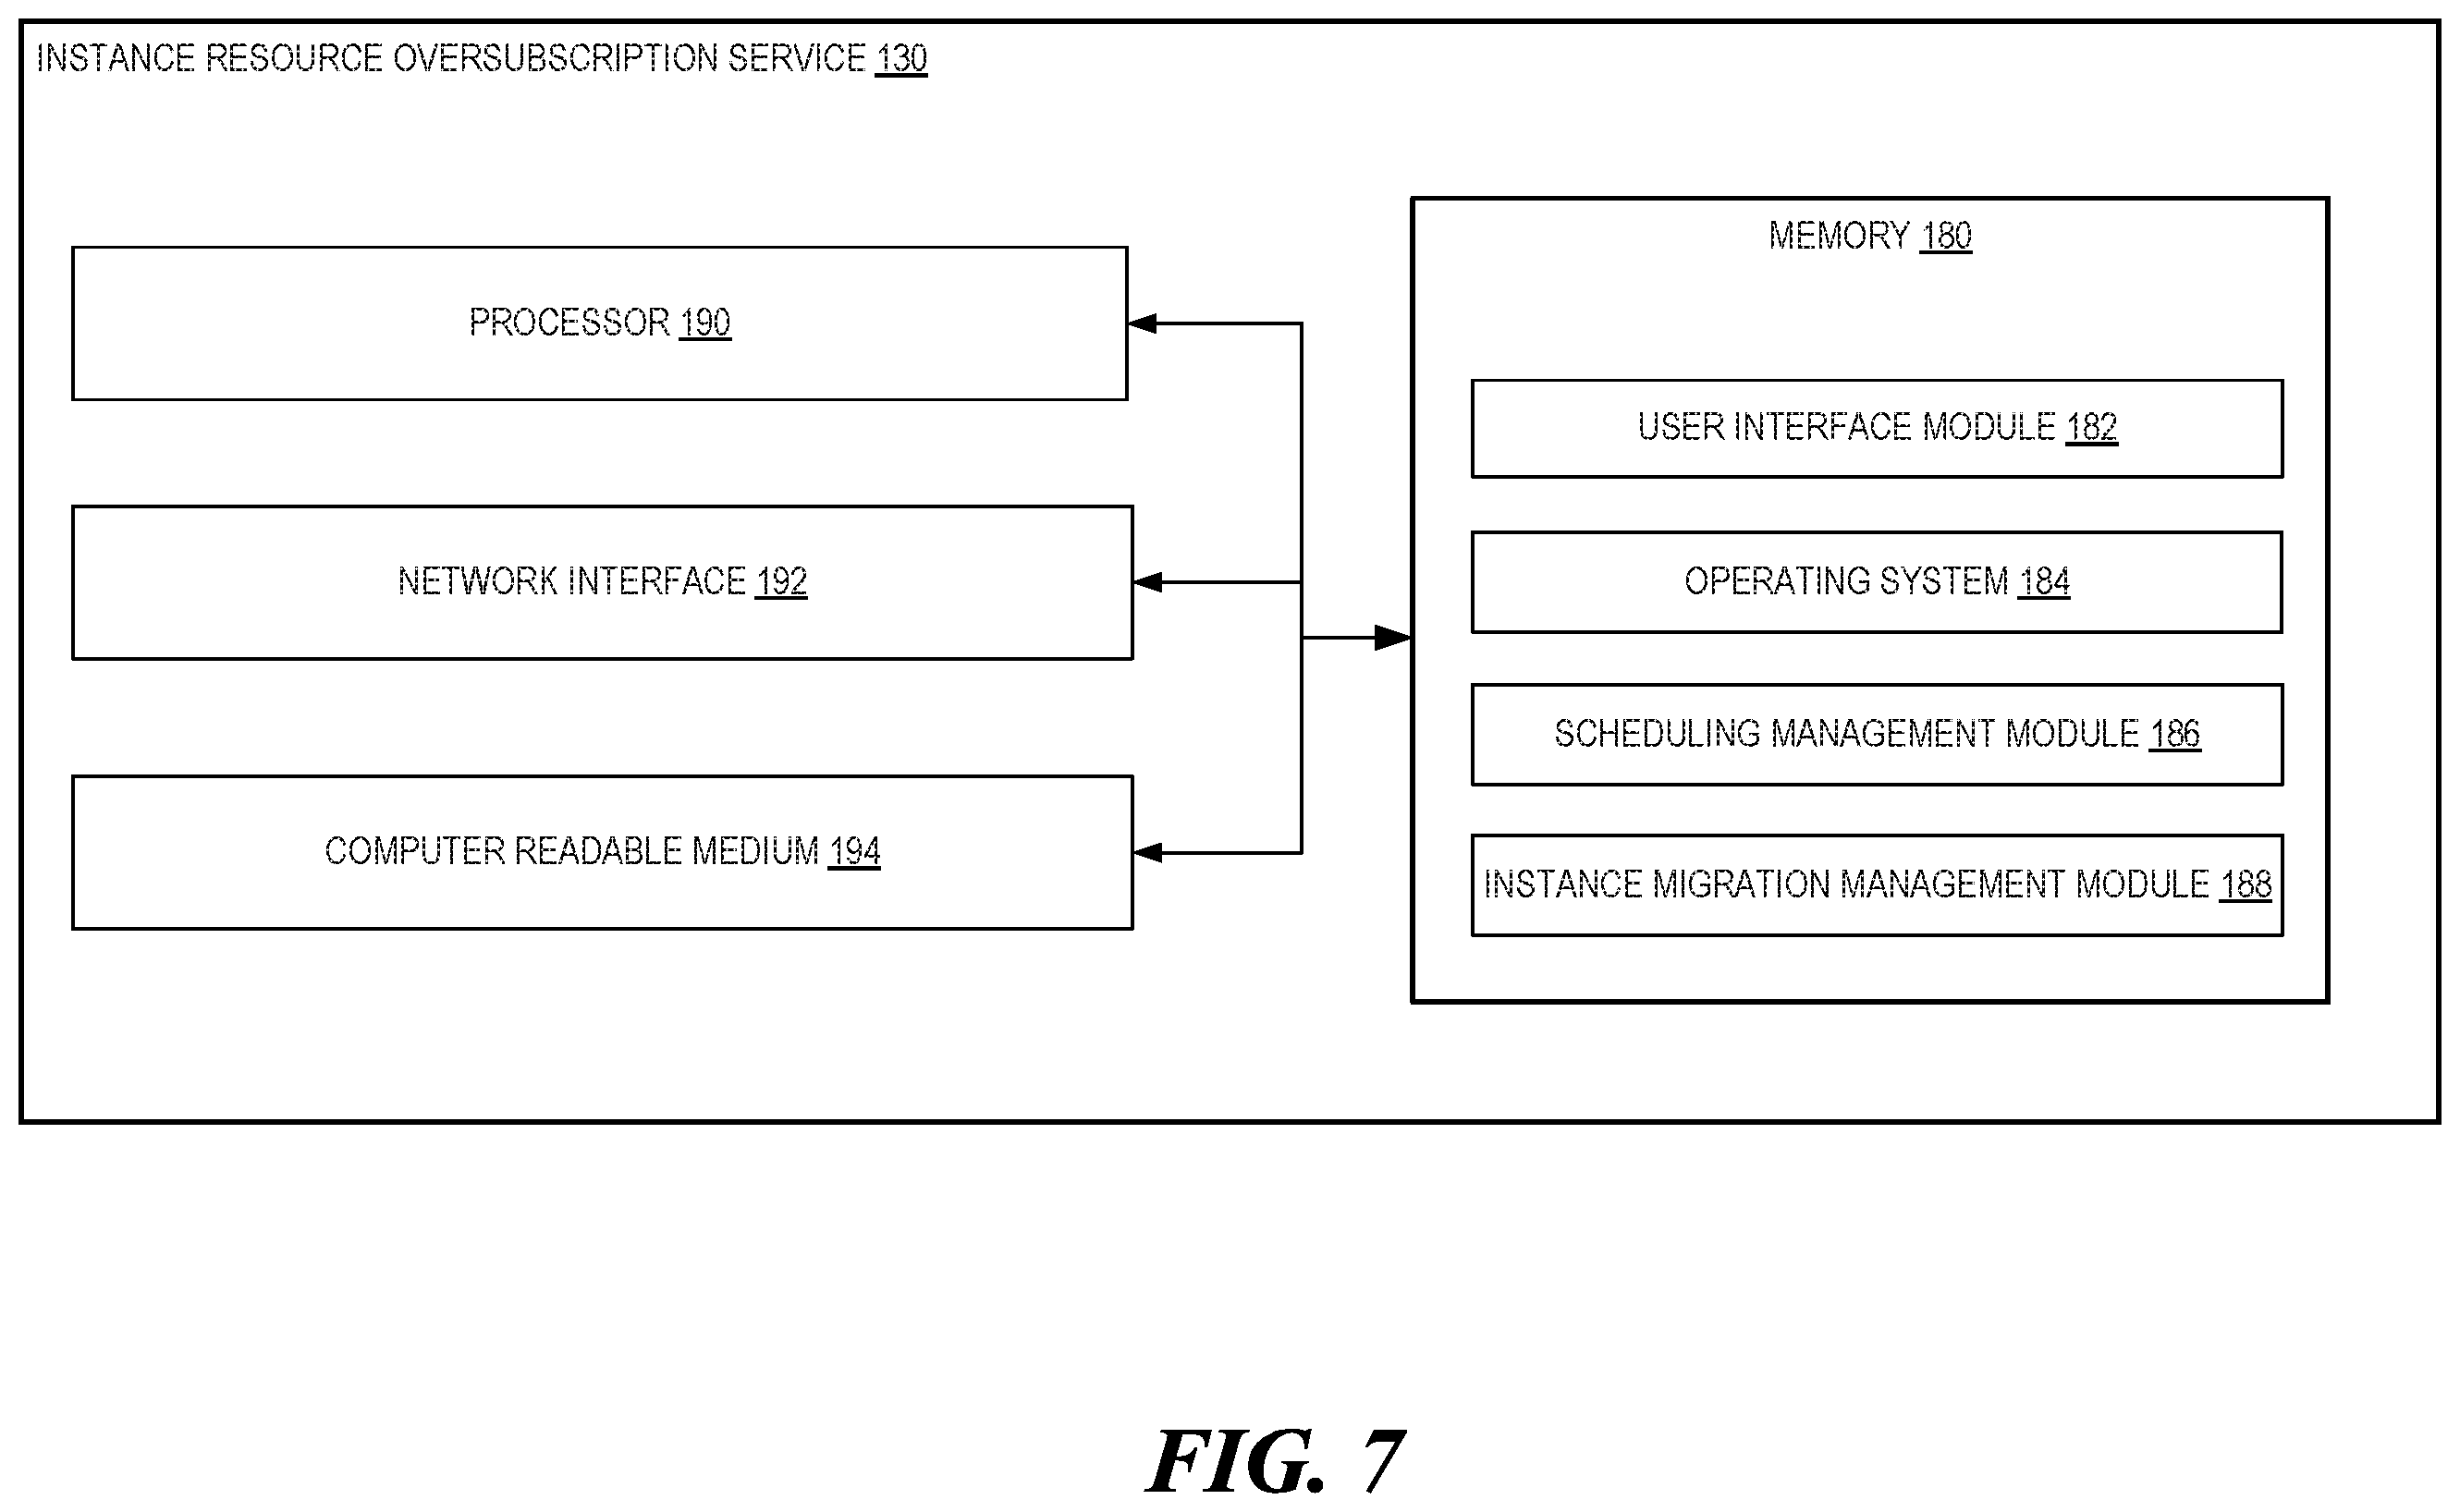 INSTANCE RESOURCE OVERSUBSCRIPTION SERVICE 130
PROCESSOR 190
NETWORK INTERFACE 192
COMPUTER READABLE MEDIUM 194
MEMORY 180
USER INTERFACE MODULE 182
OPERATING SYSTEM 184
SCHEDULING MANAGEMENT MODULE 186
INSTANCE MIGRATION MANAGEMENT MODULE 188
FIG. 7